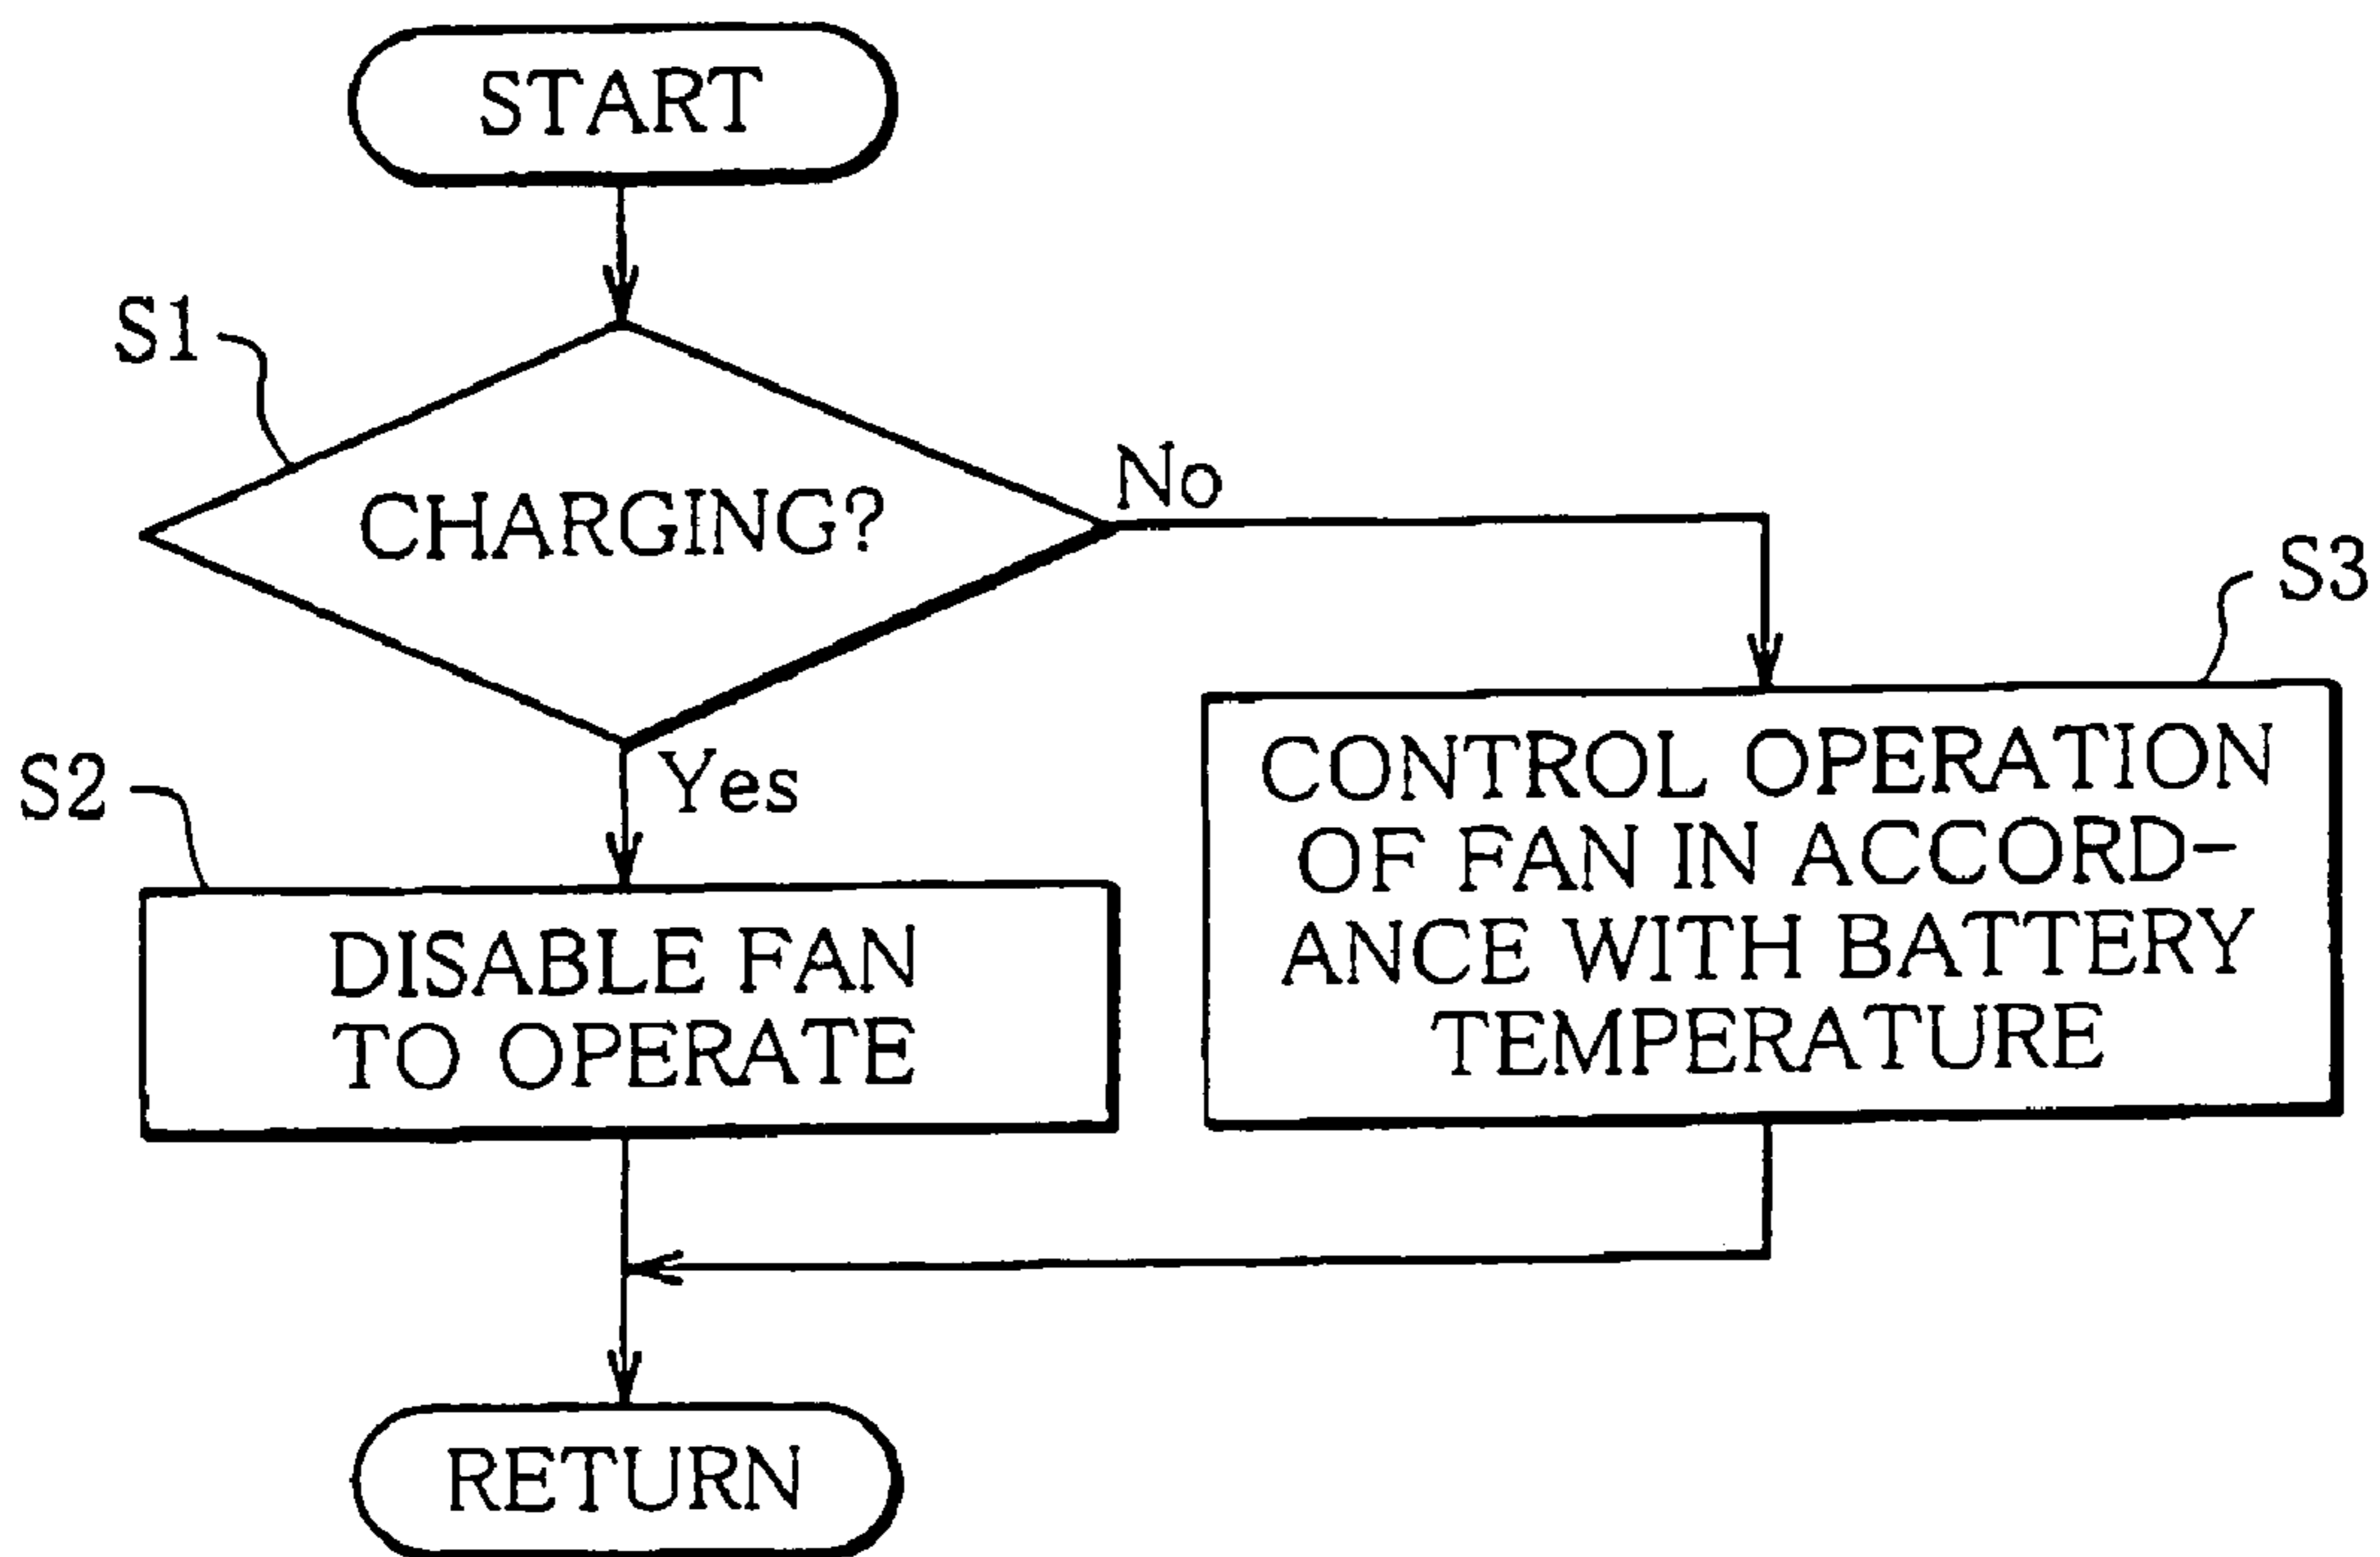 START
S1
CHARGING?
No
S3
Yes
S2
CONTROL OPERATION
OF FAN IN ACCORD-
ANCE WITH BATTERY
TEMPERATURE
DISABLE FAN
TO OPERATE
RETURN